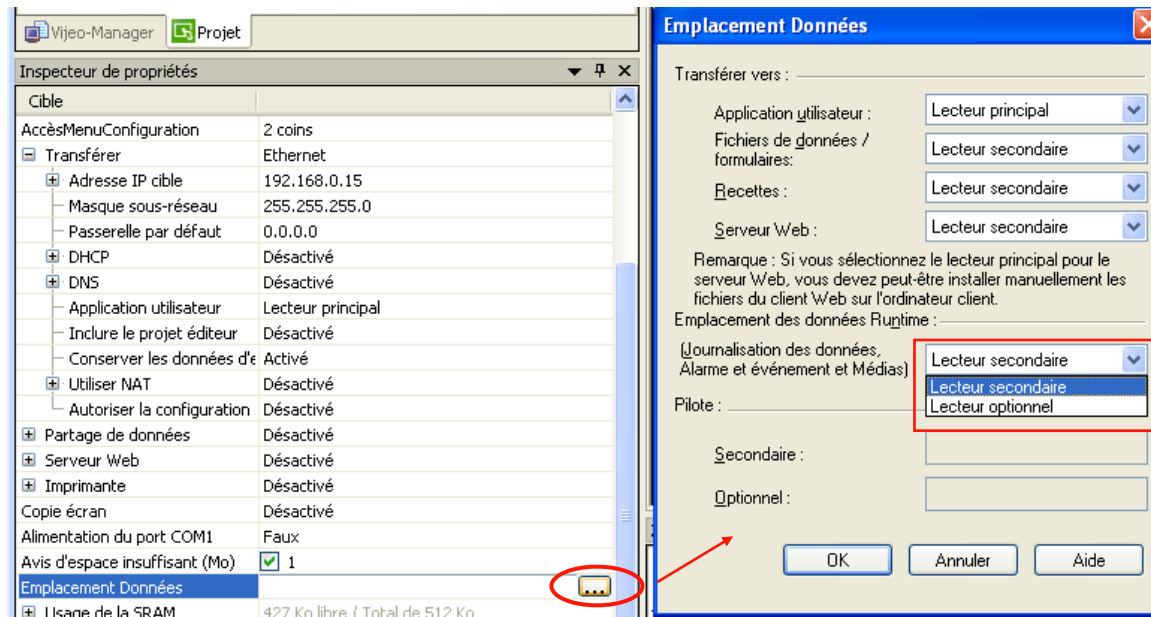 Vijeo-Manager Projet
Inspecteur de propriétés
Cible
AccèsMenuConfiguration 2 coins
Transférer Ethernet
Adresse IP cible 192.168.0.15
Masque sous-réseau 255.255.255.0
Passerelle par défaut 0.0.0.0
DHCP Désactivé
DNS Désactivé
Application utilisateur Lecteur principal
Inclure le projet éditeur Désactivé
Conserver les données d'e Activé
Utiliser NAT Désactivé
Autoriser la configuration Désactivé
Partage de données Désactivé
Serveur Web Désactivé
Imprimante Désactivé
Copie écran Désactivé
Alimentation du port COM1 Faux
Avis d'espace insuffisant (Mo) 1
Emplacement Données ...
Usage de la SRAM 427 Ko libre / Total de 512 Ko
Emplacement Données
Transférer vers :
Application utilisateur : Lecteur principal
Fichiers de données /
formulaires: Lecteur secondaire
Recettes : Lecteur secondaire
Serveur Web : Lecteur secondaire
Remarque : Si vous sélectionnez le lecteur principal pour le
serveur Web, vous devez peut-être installer manuellement les
fichiers du client Web sur l'ordinateur client.
Emplacement des données Runtime :
(Journalisation des données,
Alarme et événement et Médias) Lecteur secondaire
Lecteur secondaire
Lecteur optionnel
Pilote :
Secondaire :
Optionnel :
OK Annuler Aide